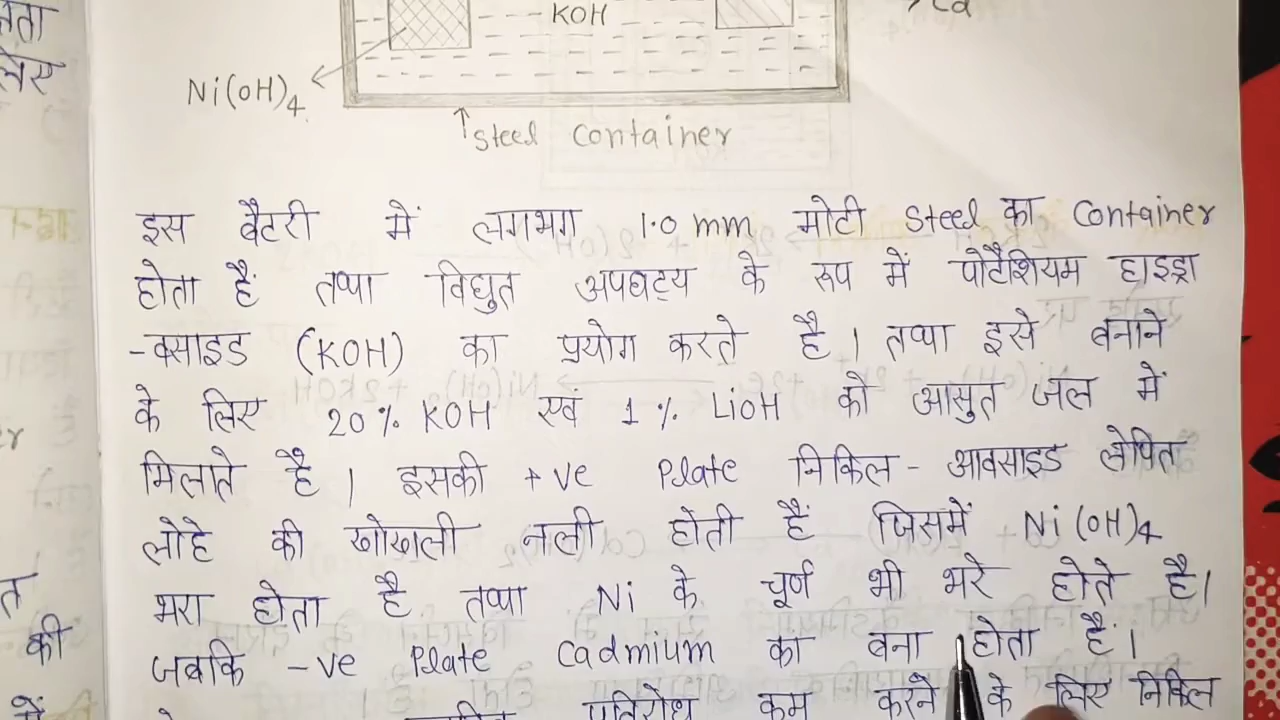 KOH
Cd
Ni(OH)4
Steel Container
इस बैटरी में लगभग 1.0 mm मोटी Steel का Container
होता है तथा विद्युत अपघट्य के रूप में पोटैशियम हाइड्रा
-क्साइड (KOH) का प्रयोग करते है। तथा इसे बनाने
के लिए 20% KOH एवं 1% LiOH को आसुत जल में
मिलाते है। इसकी +ve Plate निकिल - आक्साइड लेपित
लोहे की खोखली नली होती हैं जिसमें Ni(OH)4
भरा होता है तथा Ni के चूर्ण भी भरे होते है।
जबकि -ve Plate Cadmium का बना होता हैं।
प्रतिरोध कम करने के लिए निकिल
की